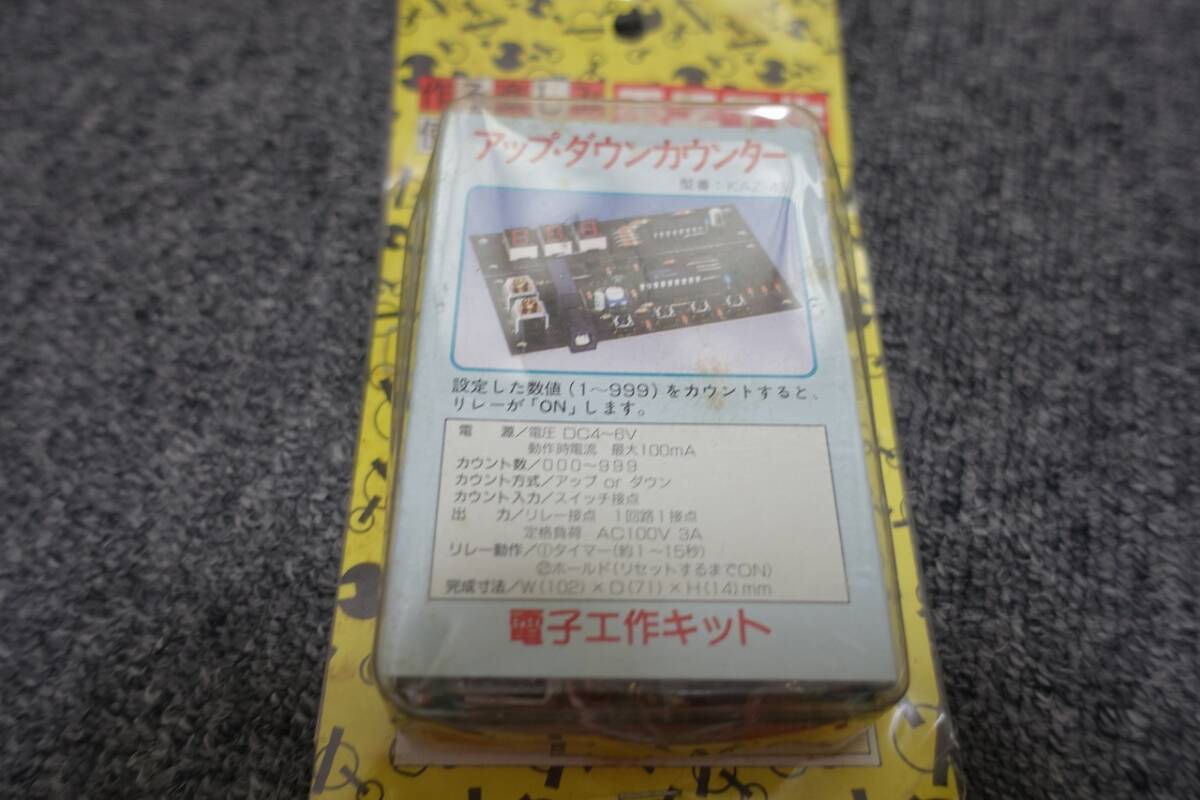 アップ・ダウンカウンター
型番：KAZ-
設定した数値（1〜999）をカウントすると、
リレーが「ON」します。
電　源／電圧 DC4〜6V
動作時電流　最大100mA
カウント数／000〜999
カウント方式／アップ or ダウン
カウント入力／スイッチ接点
出　力／リレー接点　1回路1接点
定格負荷　AC100V 3A
リレー動作／①タイマー（約1〜15秒）
②ホールド（リセットするまでON）
完成寸法／W（102）×D（71）×H（14）mm
電子工作キット